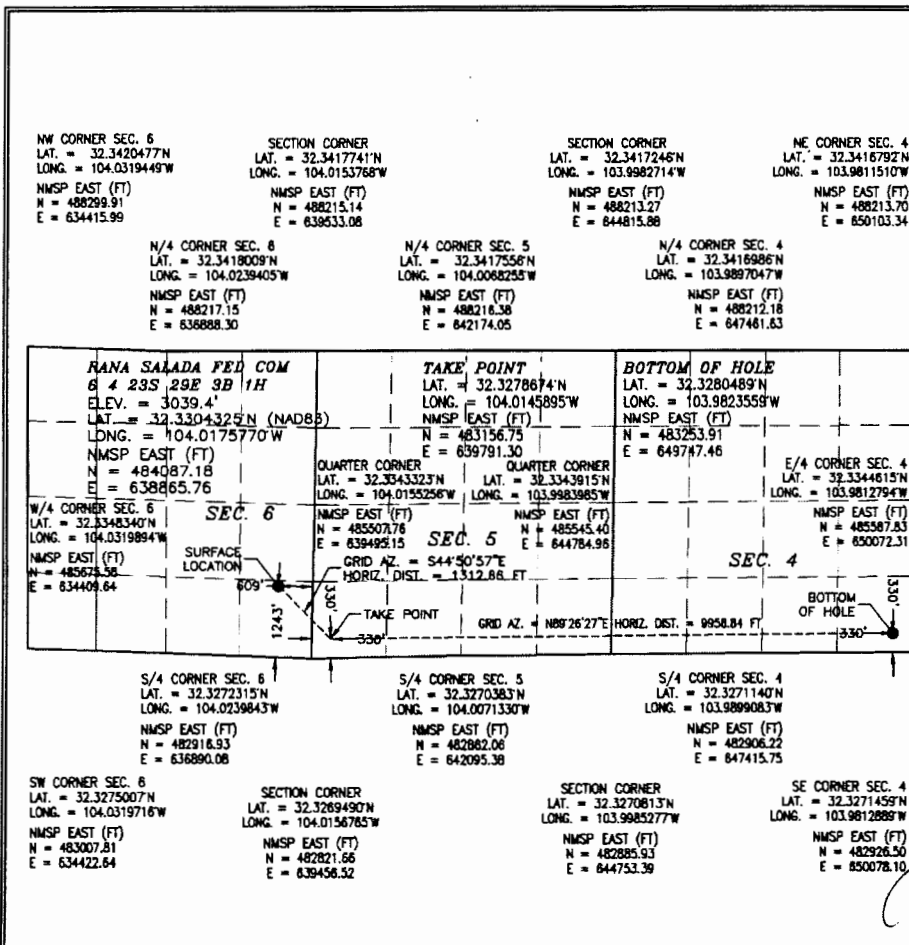 NW CORNER SEC. 6
LAT. = 32.3420477'N
LONG. = 104.0319449'W
NMSP EAST (FT)
N = 488299.91
E = 634415.99
SECTION CORNER
LAT. = 32.3417741'N
LONG. = 104.0153768'W
NMSP EAST (FT)
N = 488215.14
E = 639533.08
SECTION CORNER
LAT. = 32.3417246'N
LONG. = 103.9982714'W
NMSP EAST (FT)
N = 488213.27
E = 644815.88
NE CORNER SEC. 4
LAT. = 32.3416792'N
LONG. = 103.9811510'W
NMSP EAST (FT)
N = 488213.70
E = 650103.34
N/4 CORNER SEC. 6
LAT. = 32.3418009'N
LONG. = 104.0239405'W
NMSP EAST (FT)
N = 488217.15
E = 636888.30
N/4 CORNER SEC. 5
LAT. = 32.3417556'N
LONG. = 104.0068255'W
NMSP EAST (FT)
N = 488216.38
E = 642174.05
N/4 CORNER SEC. 4
LAT. = 32.3416986'N
LONG. = 103.9897047'W
NMSP EAST (FT)
N = 488212.18
E = 647461.63
RANA SALADA FED COM
6 4 23S 29E 3B 1H
ELEV. = 3039.4'
LAT. = 32.3304325'N (NAD83)
LONG. = 104.0175770'W
NMSP EAST (FT)
N = 484087.18
E = 638865.76
TAKE POINT
LAT. = 32.3278674'N
LONG. = 104.0145895'W
NMSP EAST (FT)
N = 483156.75
E = 639791.30
BOTTOM OF HOLE
LAT. = 32.3280489'N
LONG. = 103.9823559'W
NMSP EAST (FT)
N = 483253.91
E = 649747.46
QUARTER CORNER
LAT. = 32.3343323'N
LONG. = 104.0155256'W
NMSP EAST (FT)
N = 485507.76
E = 639495.15
QUARTER CORNER
LAT. = 32.3343915'N
LONG. = 103.9983985'W
NMSP EAST (FT)
N = 485545.40
E = 644784.96
E/4 CORNER SEC. 4
LAT. = 32.3344615'N
LONG. = 103.9812794'W
NMSP EAST (FT)
N = 485587.83
E = 650072.31
W/4 CORNER SEC. 6
LAT. = 32.3348340'N
LONG. = 104.0319894'W
NMSP EAST (FT)
N = 485675.58
E = 634409.64
SEC. 6
SEC. 5
SEC. 4
SURFACE
LOCATION
609'
1243'
GRID AZ. = S44°50'57"E
HORIZ. DIST. = 1312.86 FT
330'
TAKE POINT
330'
GRID AZ. = N89°26'27"E HORIZ. DIST. = 9958.84 FT
BOTTOM
OF HOLE
330'
330'
S/4 CORNER SEC. 6
LAT. = 32.3272315'N
LONG. = 104.0239843'W
NMSP EAST (FT)
N = 482916.93
E = 636890.08
S/4 CORNER SEC. 5
LAT. = 32.3270383'N
LONG. = 104.0071330'W
NMSP EAST (FT)
N = 482862.06
E = 642095.38
S/4 CORNER SEC. 4
LAT. = 32.3271140'N
LONG. = 103.9899083'W
NMSP EAST (FT)
N = 482906.22
E = 647415.75
SW CORNER SEC. 6
LAT. = 32.3275007'N
LONG. = 104.0319716'W
NMSP EAST (FT)
N = 483007.81
E = 634422.64
SECTION CORNER
LAT. = 32.3269490'N
LONG. = 104.0156765'W
NMSP EAST (FT)
N = 482821.66
E = 639456.52
SECTION CORNER
LAT. = 32.3270813'N
LONG. = 103.9985277'W
NMSP EAST (FT)
N = 482885.93
E = 644753.39
SE CORNER SEC. 4
LAT. = 32.3271459'N
LONG. = 103.9812889'W
NMSP EAST (FT)
N = 482926.50
E = 650078.10